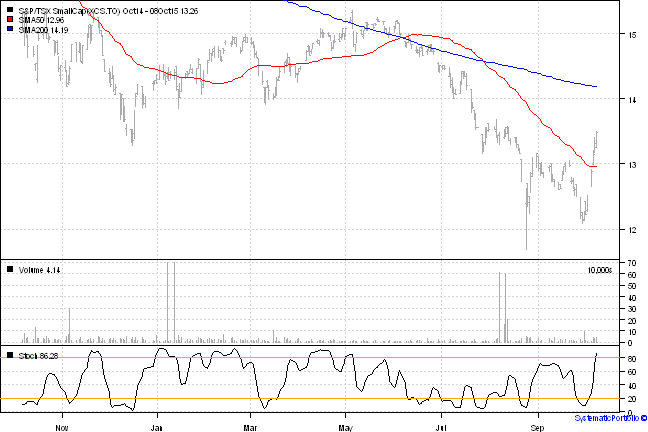 S&P/TSX SmallCap(XCS.TO) Oct14 - 08Oct15 13.26
SMA50 12.96
SMA200 14.19
15
14
13
12
Volume 4.14
10,000s
70
60
50
40
30
20
10
0
Stoch 86.28
80
60
40
20
0
Nov Jan Mar May Jul Sep
SystematicPortfolio ©